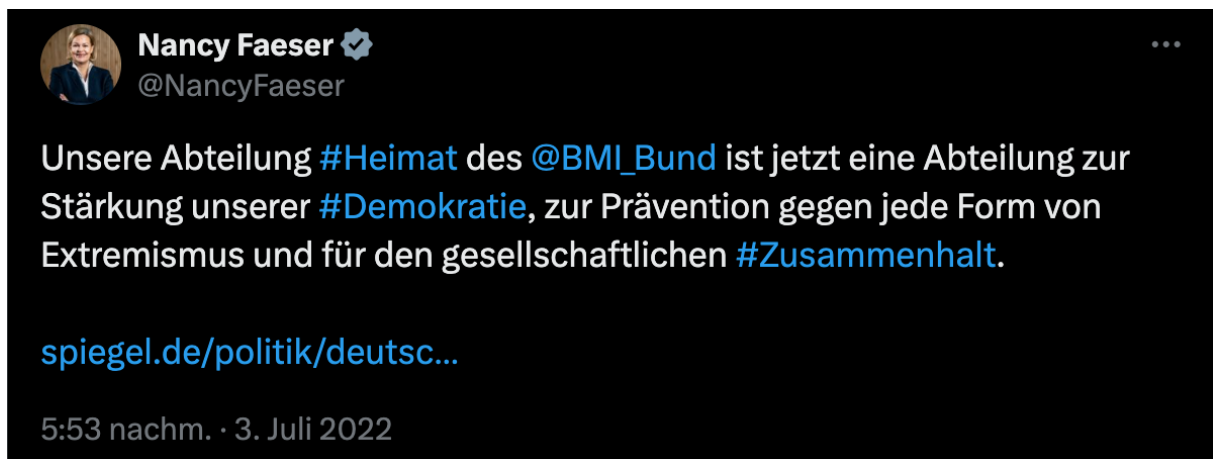 Nancy Faeser
@NancyFaeser
Unsere Abteilung #Heimat des @BMI_Bund ist jetzt eine Abteilung zur
Stärkung unserer #Demokratie, zur Prävention gegen jede Form von
Extremismus und für den gesellschaftlichen #Zusammenhalt.
spiegel.de/politik/deutsc...
5:53 nachm. · 3. Juli 2022